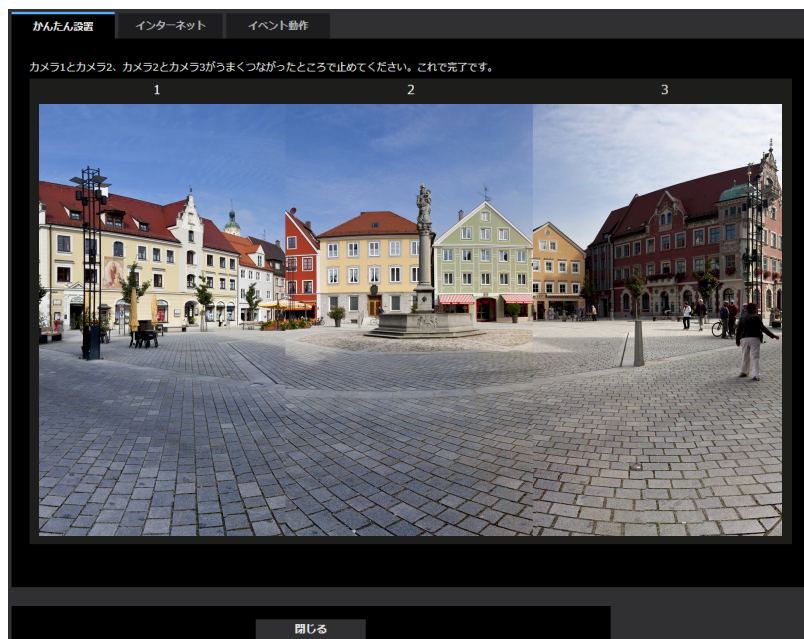 かんたん設置 インターネット イベント動作
カメラ1とカメラ2、カメラ2とカメラ3がうまくつながったところで止めてください。これで完了です。
1 2 3
閉じる